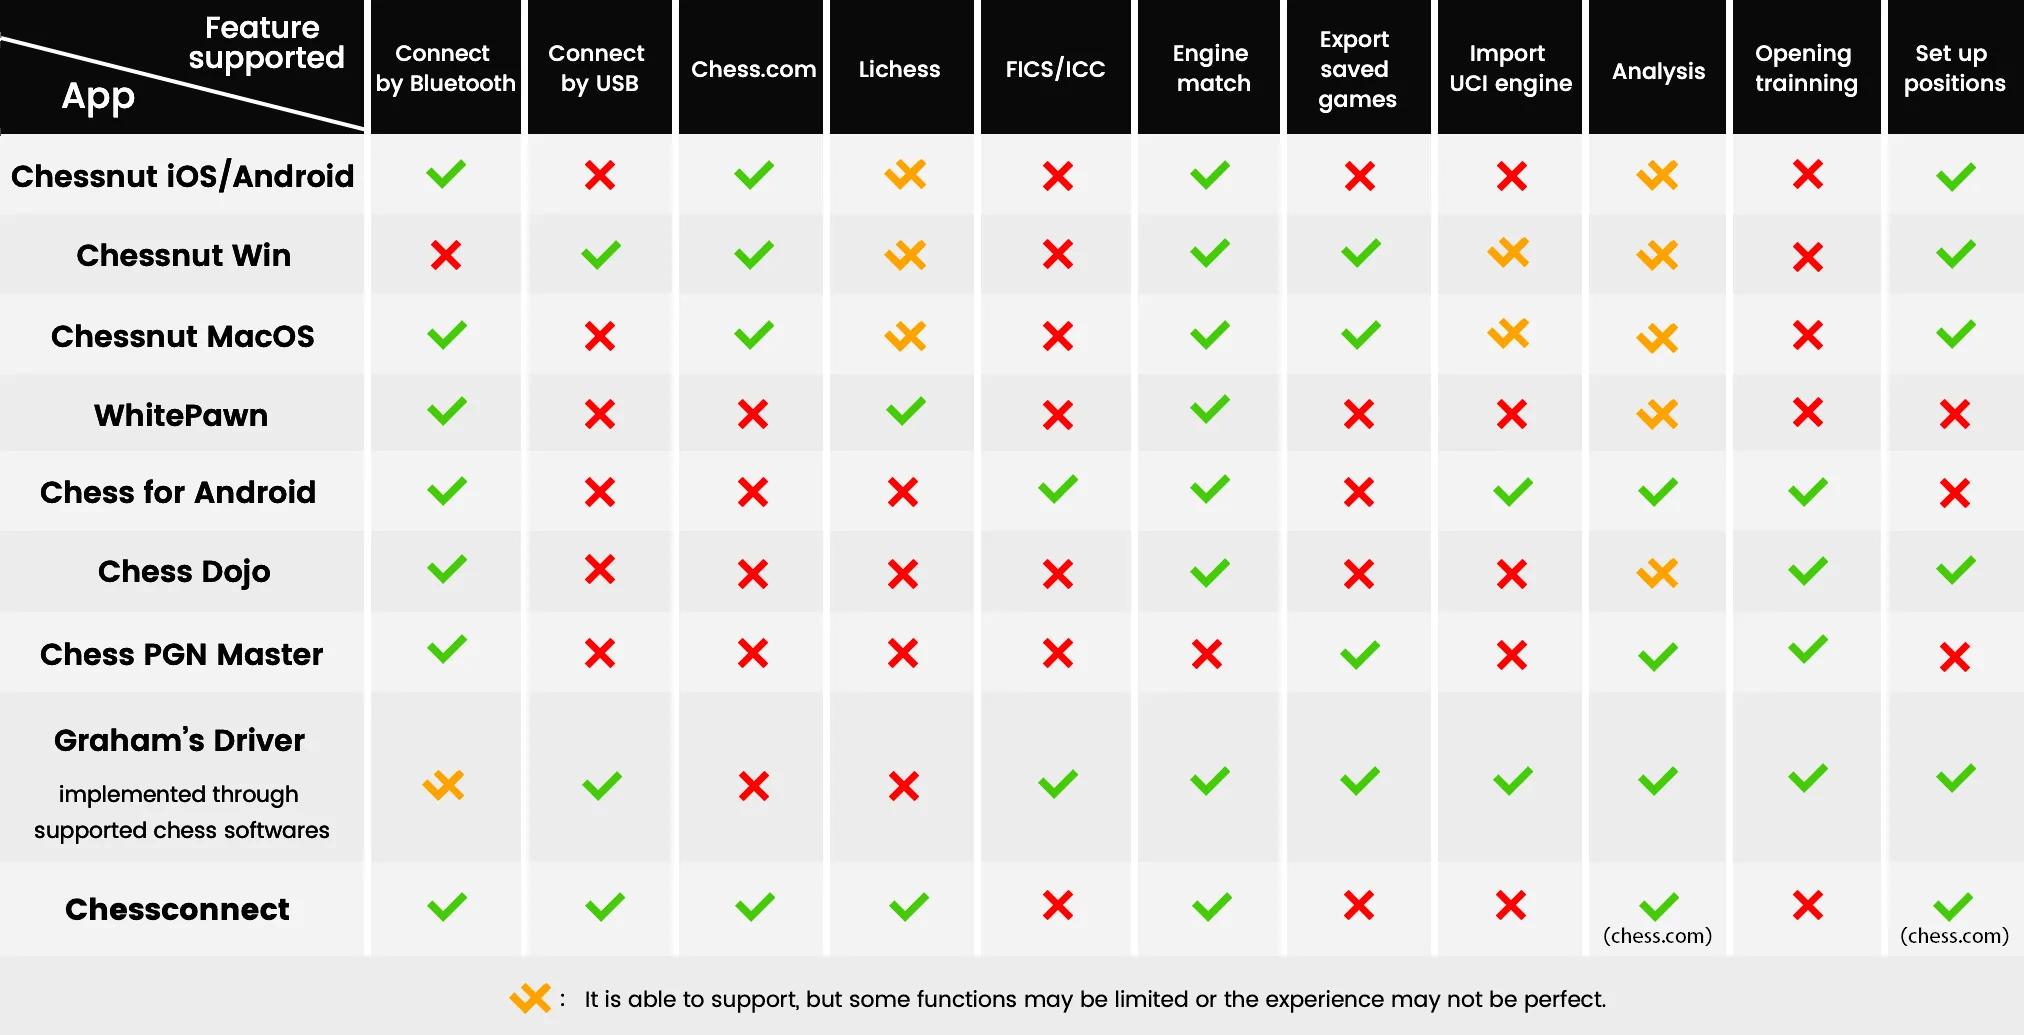 Feature
supported
App
Connect
by Bluetooth
Connect
by USB
Chess.com
Lichess
FICS/ICC
Engine
match
Export
saved
games
Import
UCI engine
Analysis
Opening
trainning
Set up
positions
Chessnut iOS/Android
Chessnut Win
Chessnut MacOS
WhitePawn
Chess for Android
Chess Dojo
Chess PGN Master
Graham's Driver
implemented through
supported chess softwares
Chessconnect
(chess.com)
(chess.com)
: It is able to support, but some functions may be limited or the experience may not be perfect.